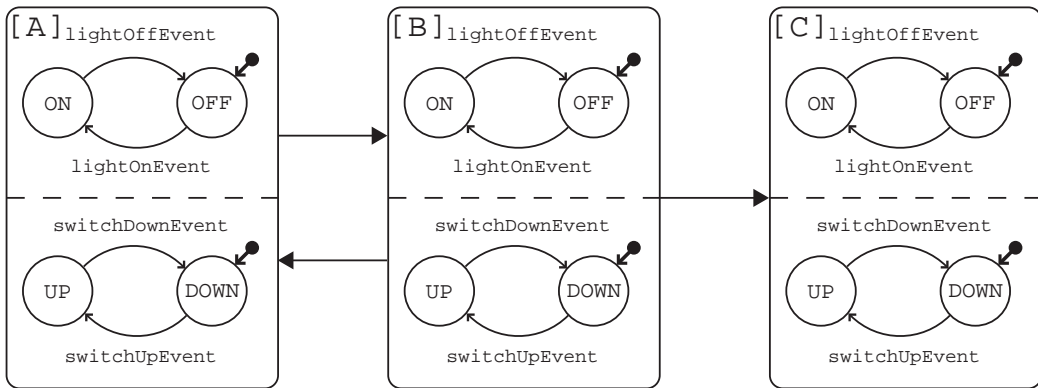 [A] lightOffEvent
ON OFF
lightOnEvent
switchDownEvent
UP DOWN
switchUpEvent
[B] lightOffEvent
ON OFF
lightOnEvent
switchDownEvent
UP DOWN
switchUpEvent
[C] lightOffEvent
ON OFF
lightOnEvent
switchDownEvent
UP DOWN
switchUpEvent